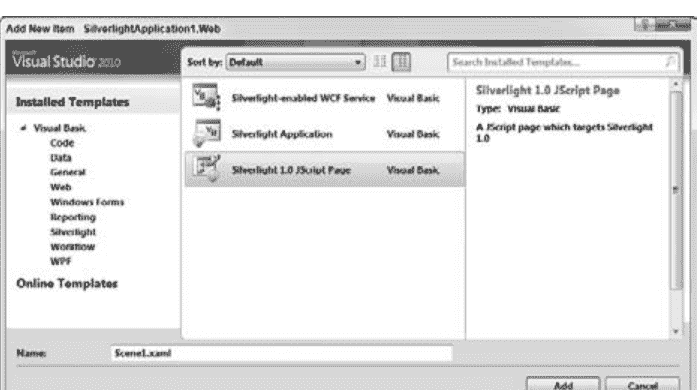 Add New Item SilverlightApplication1.Web
Microsoft
Visual Studio 2010
Sort by: Default
Search Installed Templates...
Installed Templates
Visual Basic
Code
Data
General
Web
Windows Forms
Reporting
Silverlight
Workflow
WPF
Online Templates
Silverlight-enabled WCF Service Visual Basic
Silverlight Application Visual Basic
Silverlight 1.0 JScript Page Visual Basic
Silverlight 1.0 JScript Page
Type: Visual Basic
A JScript page which targets Silverlight
1.0
Name: Scene1.xaml
Add Cancel